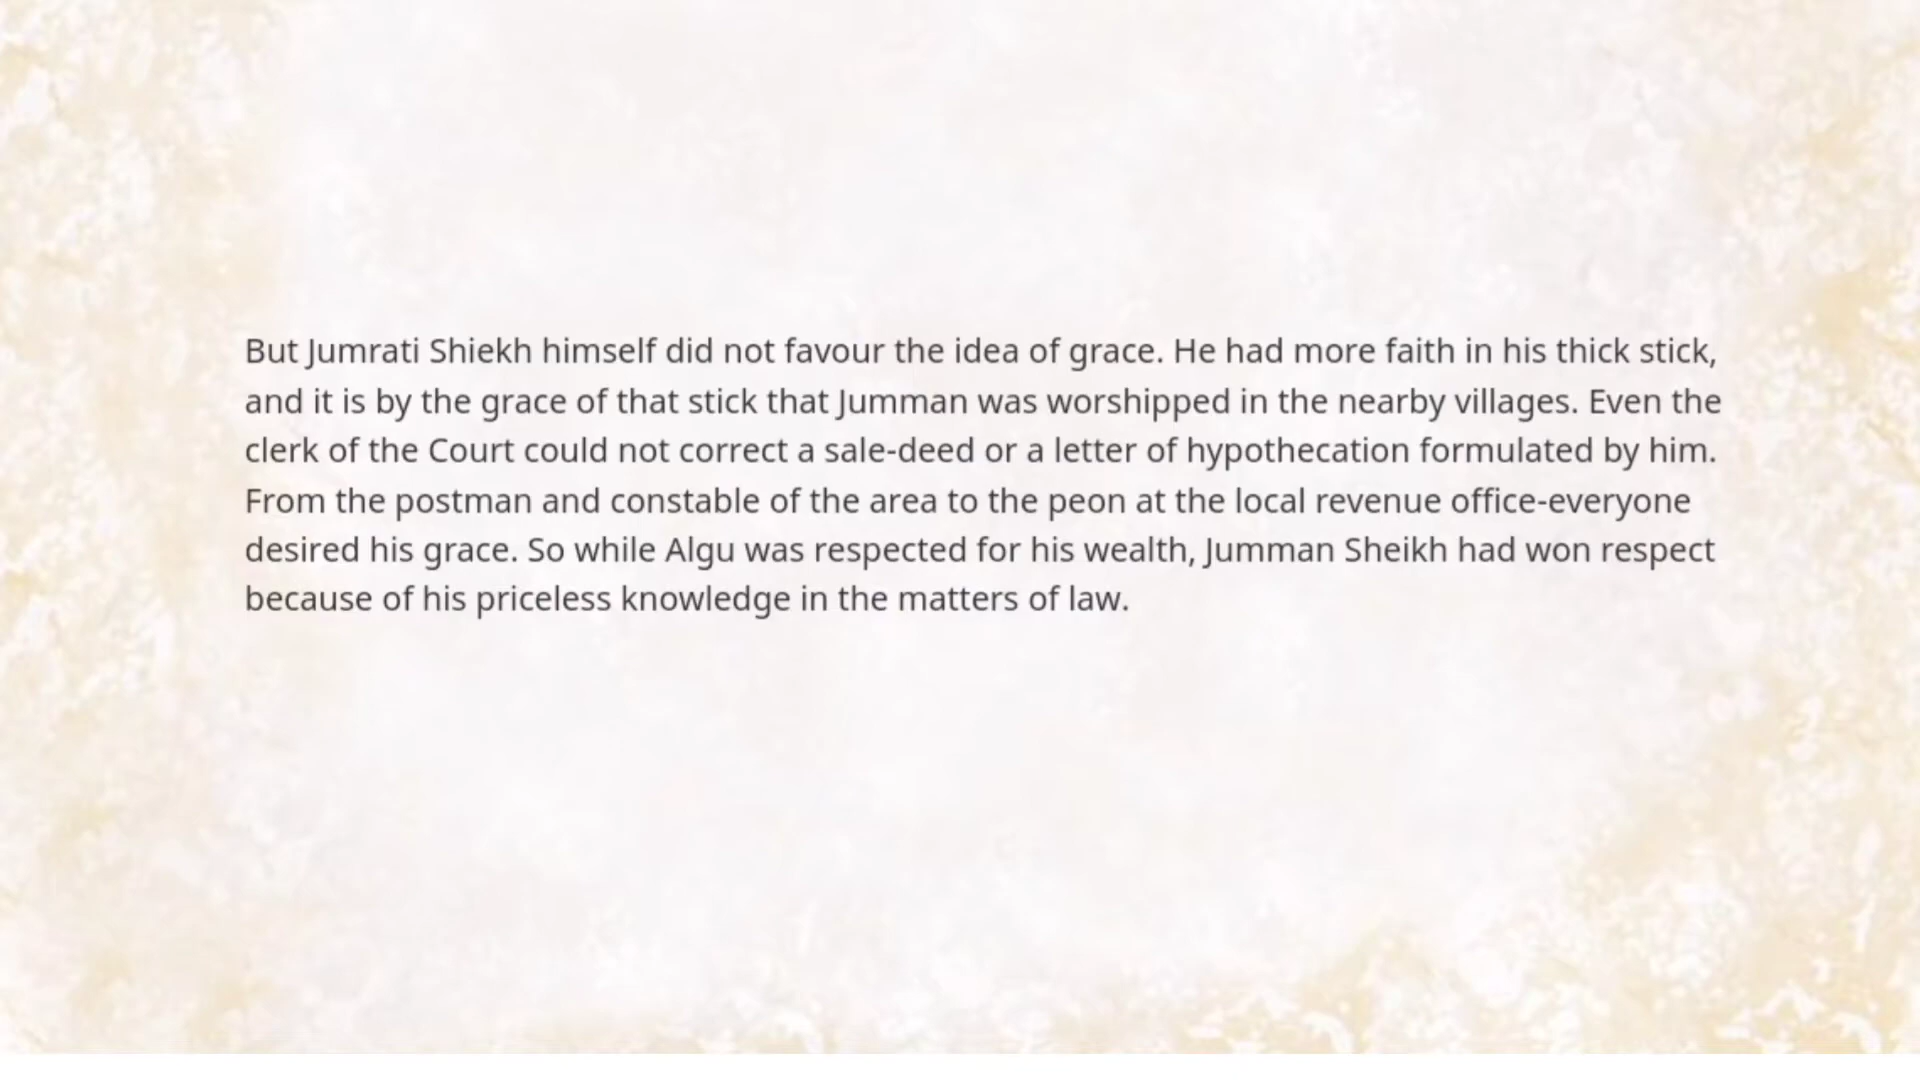 But Jumrati Shiekh himself did not favour the idea of grace. He had more faith in his thick stick,
and it is by the grace of that stick that Jumman was worshipped in the nearby villages. Even the
clerk of the Court could not correct a sale-deed or a letter of hypothecation formulated by him.
From the postman and constable of the area to the peon at the local revenue office-everyone
desired his grace. So while Algu was respected for his wealth, Jumman Sheikh had won respect
because of his priceless knowledge in the matters of law.